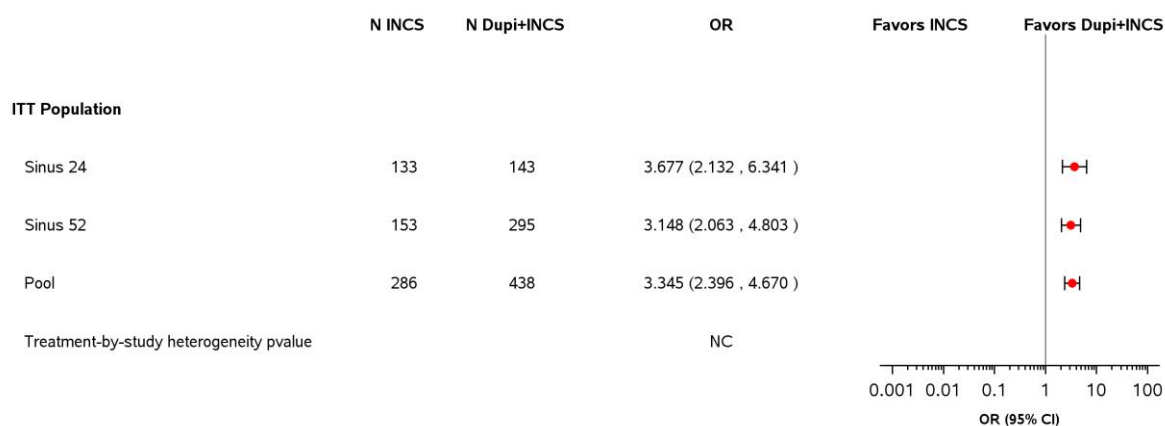 N INCS N Dupi+INCS OR Favors INCS Favors Dupi+INCS
ITT Population
Sinus 24 133 143 3.677 (2.132 , 6.341 )
Sinus 52 153 295 3.148 (2.063 , 4.803 )
Pool 286 438 3.345 (2.396 , 4.670 )
Treatment-by-study heterogeneity pvalue NC
0.001 0.01 0.1 1 10 100
OR (95% CI)